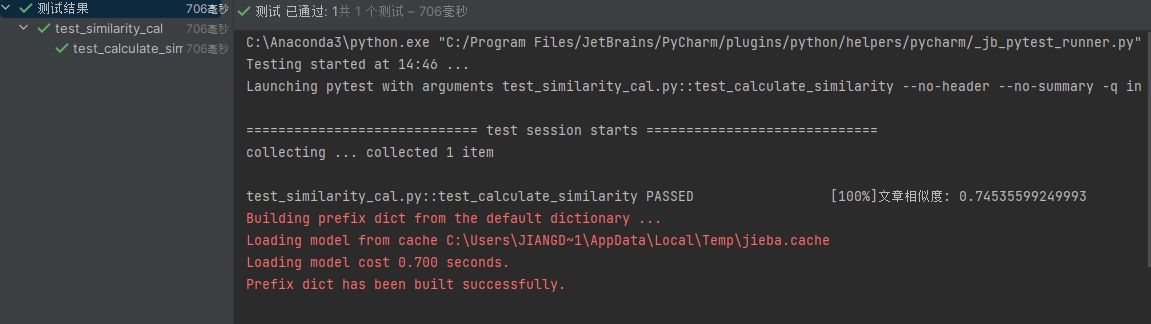 测试结果 706毫秒
test_similarity_cal 706毫秒
test_calculate_sim 706毫秒
测试 已通过: 1共 1 个测试 – 706毫秒
C:\Anaconda3\python.exe "C:/Program Files/JetBrains/PyCharm/plugins/python/helpers/pycharm/_jb_pytest_runner.py"
Testing started at 14:46 ...
Launching pytest with arguments test_similarity_cal.py::test_calculate_similarity --no-header --no-summary -q in
============================= test session starts =============================
collecting ... collected 1 item
test_similarity_cal.py::test_calculate_similarity PASSED [100%]文章相似度: 0.74535599249993
Building prefix dict from the default dictionary ...
Loading model from cache C:\Users\JIANGD~1\AppData\Local\Temp\jieba.cache
Loading model cost 0.700 seconds.
Prefix dict has been built successfully.